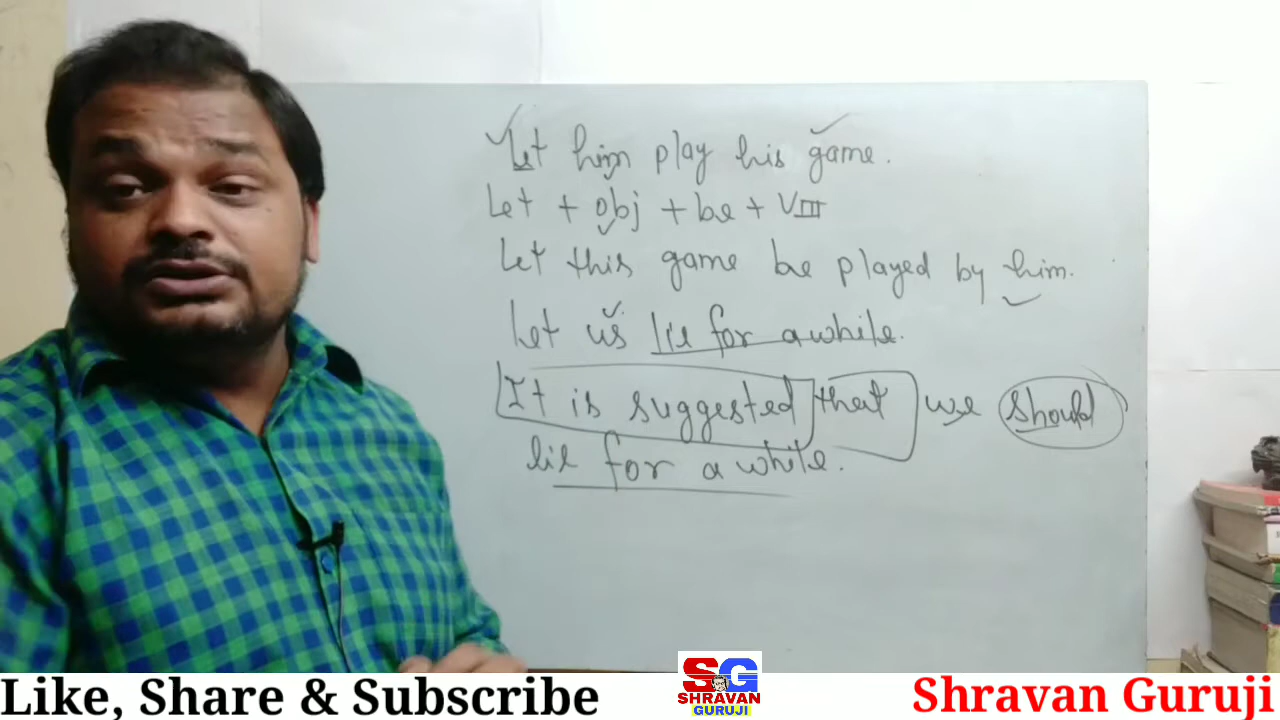 Let him play his game.
Let + obj + be + VIII
Let this game be played by him.
Let us lie for a while.
It is suggested that we should
lie for a while.
Like, Share & Subscribe
SG
SHRAVAN
GURUJI
Shravan Guruji